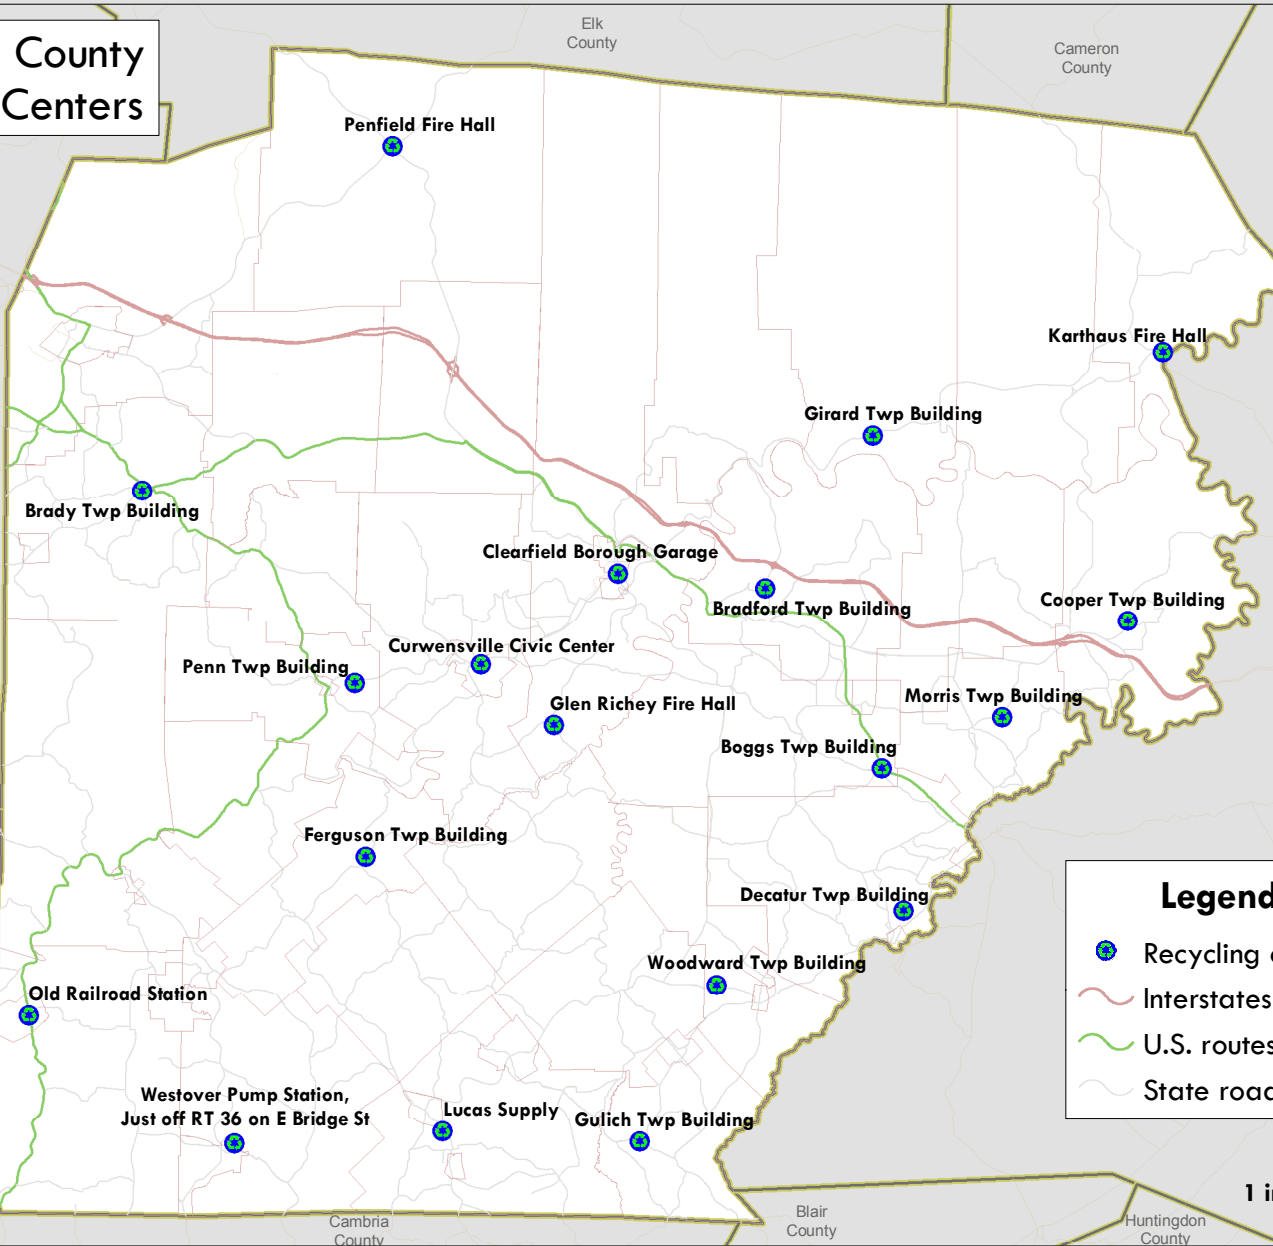 County
Centers
Elk
County
Cameron
County
Penfield Fire Hall
Karthaus Fire Hall
Girard Twp Building
Brady Twp Building
Clearfield Borough Garage
Bradford Twp Building
Cooper Twp Building
Curwensville Civic Center
Penn Twp Building
Glen Richey Fire Hall
Morris Twp Building
Boggs Twp Building
Ferguson Twp Building
Decatur Twp Building
Woodward Twp Building
Old Railroad Station
Westover Pump Station,
Just off RT 36 on E Bridge St
Lucas Supply
Gulich Twp Building
Legend
Recycling
Interstates
U.S. routes
State road
1 i
Cambria
County
Blair
County
Huntingdon
County